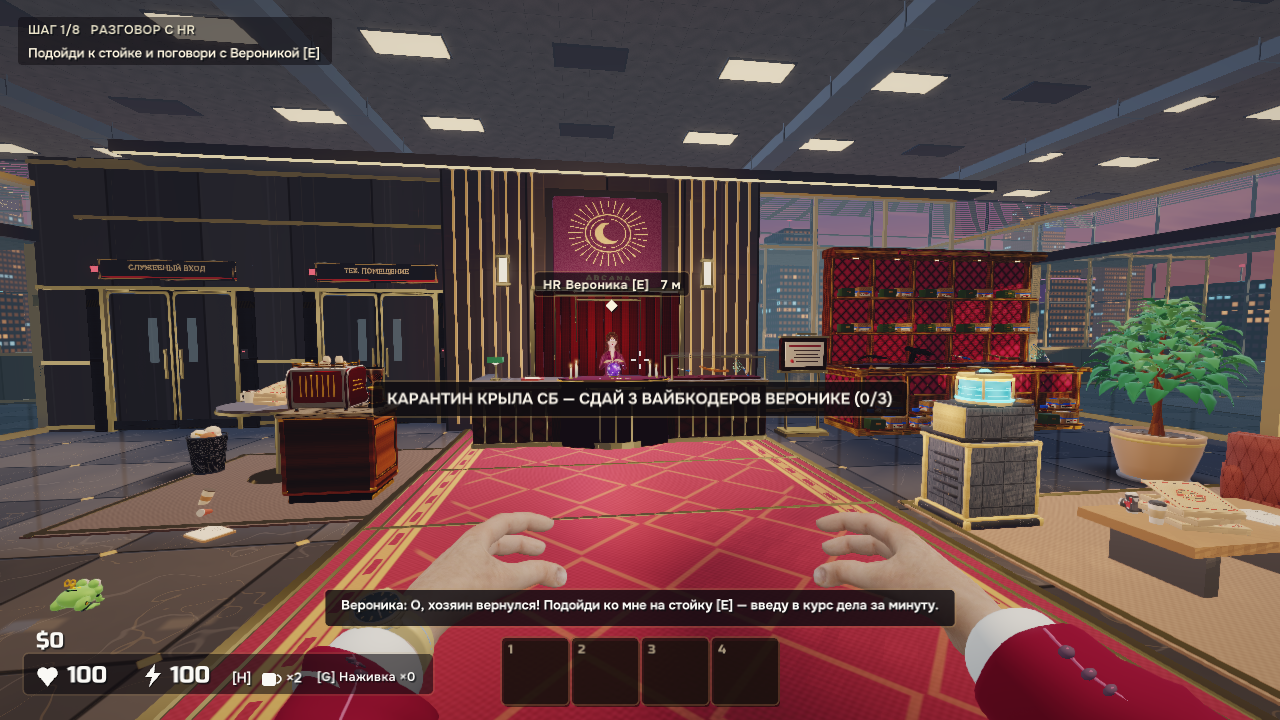 ШАГ 1/8 РАЗГОВОР С HR
Подойди к стойке и поговори с Вероникой [E]
СЛУЖЕБНЫЙ ВХОД
ТЕХ. ПОМЕЩЕНИЕ
HR Вероника [E] 7 м
КАРАНТИН КРЫЛА СБ — СДАЙ 3 ВАЙБКОДЕРОВ ВЕРОНИКЕ (0/3)
Вероника: О, хозяин вернулся! Подойди ко мне на стойку [E] — введу в курс дела за минуту.
$0
100 100 [H] ×2 [G] Наживка ×0
1 2 3 4